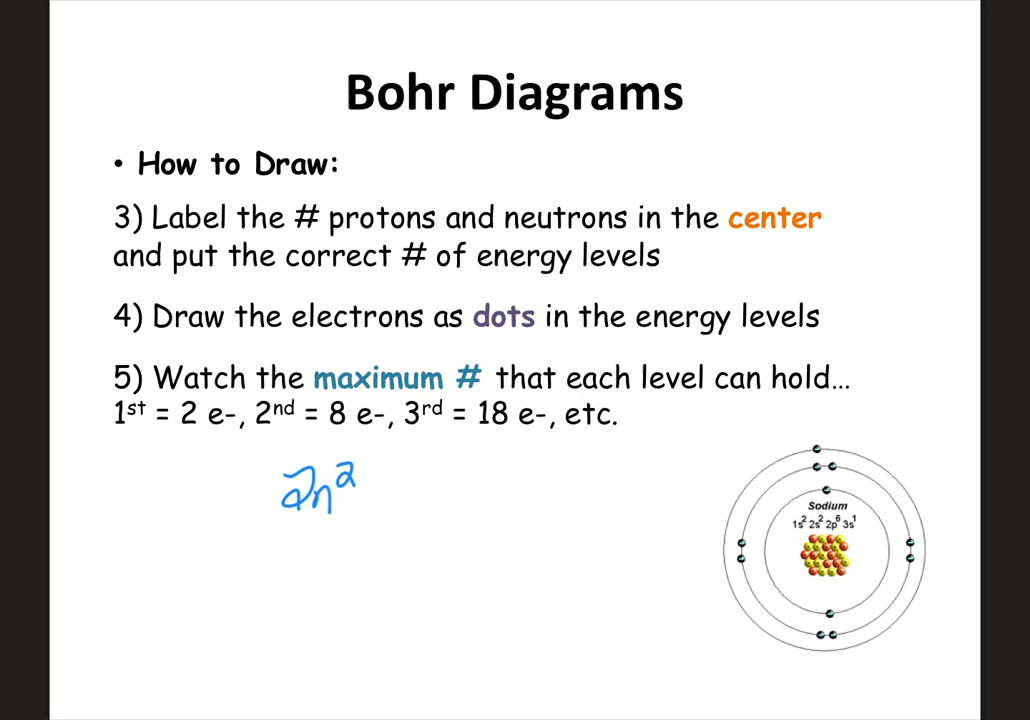 Bohr Diagrams
• How to Draw:
3) Label the # protons and neutrons in the center
and put the correct # of energy levels
4) Draw the electrons as dots in the energy levels
5) Watch the maximum # that each level can hold…
1ˢᵗ = 2 e-, 2ⁿᵈ = 8 e-, 3ʳᵈ = 18 e-, etc.
2n²
Sodium
1s² 2s² 2p⁶ 3s¹